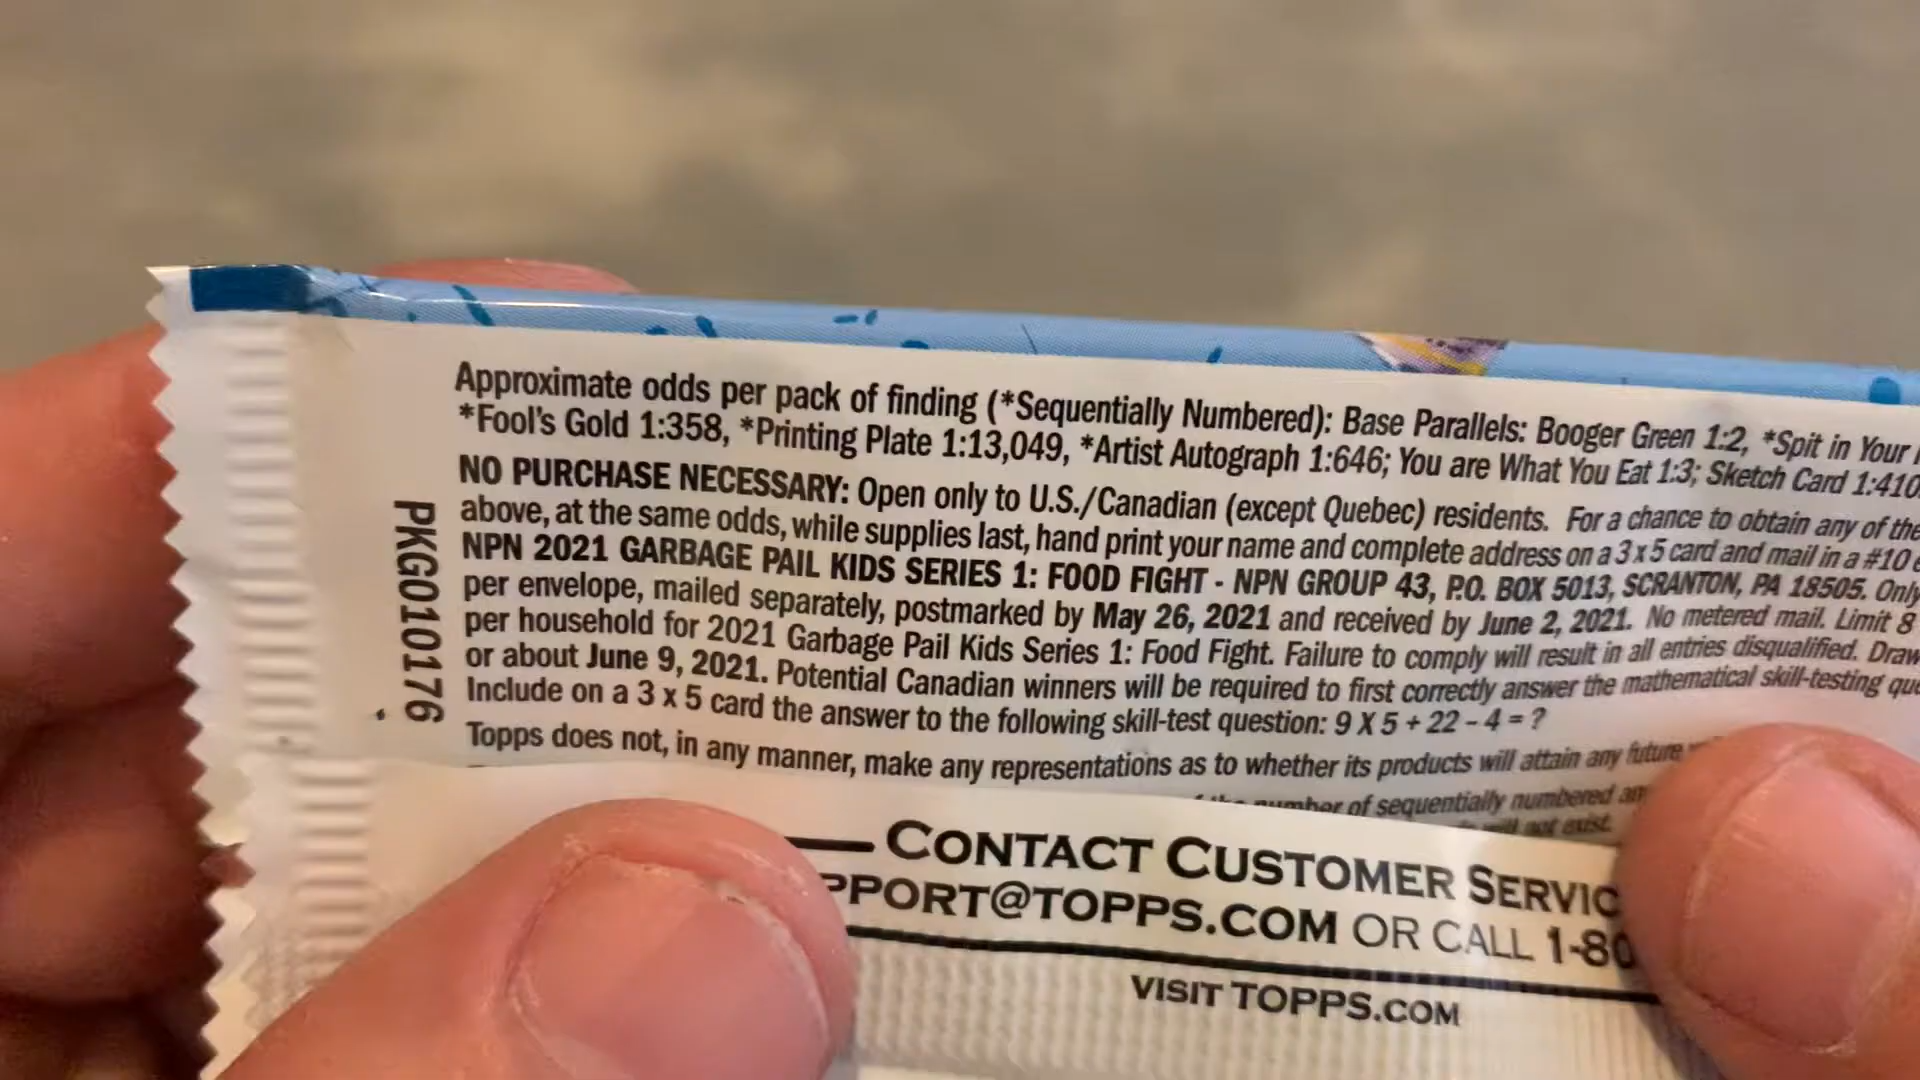 Approximate odds per pack of finding (*Sequentially Numbered): Base Parallels: Booger Green 1:2, *Spit in Your
*Fool's Gold 1:358, *Printing Plate 1:13,049, *Artist Autograph 1:646; You are What You Eat 1:3; Sketch Card 1:410
NO PURCHASE NECESSARY: Open only to U.S./Canadian (except Quebec) residents. For a chance to obtain any of the
above, at the same odds, while supplies last, hand print your name and complete address on a 3 x 5 card and mail in a #10
NPN 2021 GARBAGE PAIL KIDS SERIES 1: FOOD FIGHT - NPN GROUP 43, P.O. BOX 5013, SCRANTON, PA 18505. Only
per envelope, mailed separately, postmarked by May 26, 2021 and received by June 2, 2021. No metered mail. Limit 8
per household for 2021 Garbage Pail Kids Series 1: Food Fight. Failure to comply will result in all entries disqualified. Draw
or about June 9, 2021. Potential Canadian winners will be required to first correctly answer the mathematical skill-testing que
Include on a 3 x 5 card the answer to the following skill-test question: 9 X 5 + 22 - 4 = ?
Topps does not, in any manner, make any representations as to whether its products will attain any future
number of sequentially numbered
will not exist.
PKG010176
CONTACT CUSTOMER SERVIC
PPORT@TOPPS.COM OR CALL 1-80
VISIT TOPPS.COM